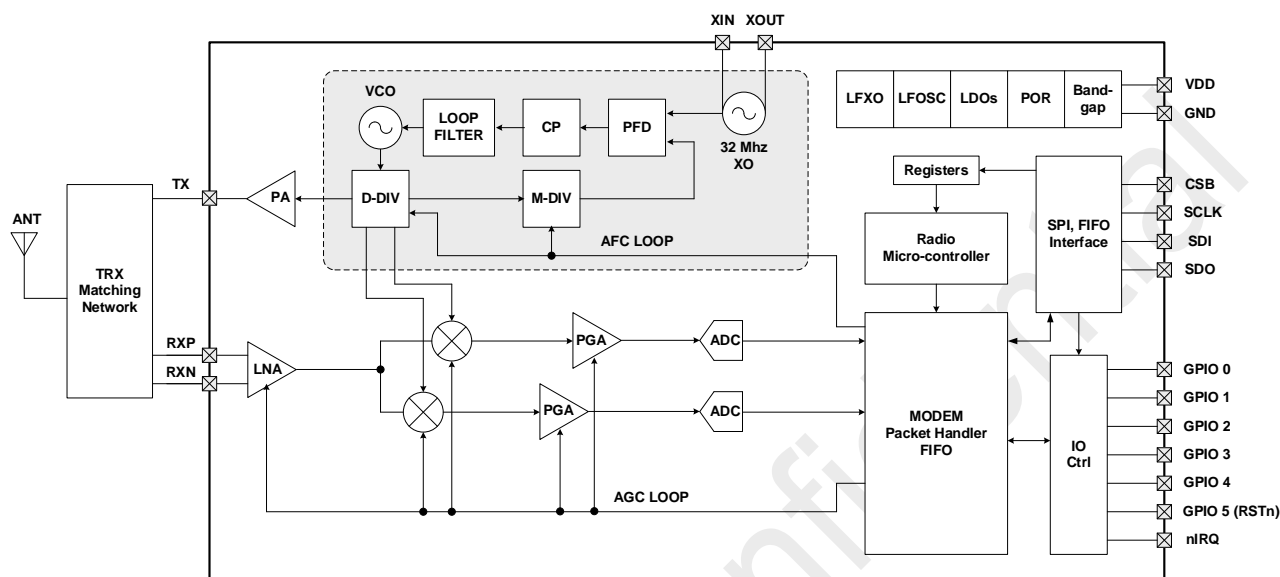 XIN XOUT
VCO
LOOP
FILTER
CP
PFD
32 Mhz
XO
LFXO
LFOSC
LDOs
POR
Band-
gap
VDD
GND
TX
PA
D-DIV
M-DIV
AFC LOOP
Registers
Radio
Micro-controller
SPI, FIFO
Interface
CSB
SCLK
SDI
SDO
ANT
TRX
Matching
Network
RXP
RXN
LNA
PGA
ADC
PGA
ADC
AGC LOOP
MODEM
Packet Handler
FIFO
IO
Ctrl
GPIO 0
GPIO 1
GPIO 2
GPIO 3
GPIO 4
GPIO 5 (RSTn)
nIRQ
nfidential